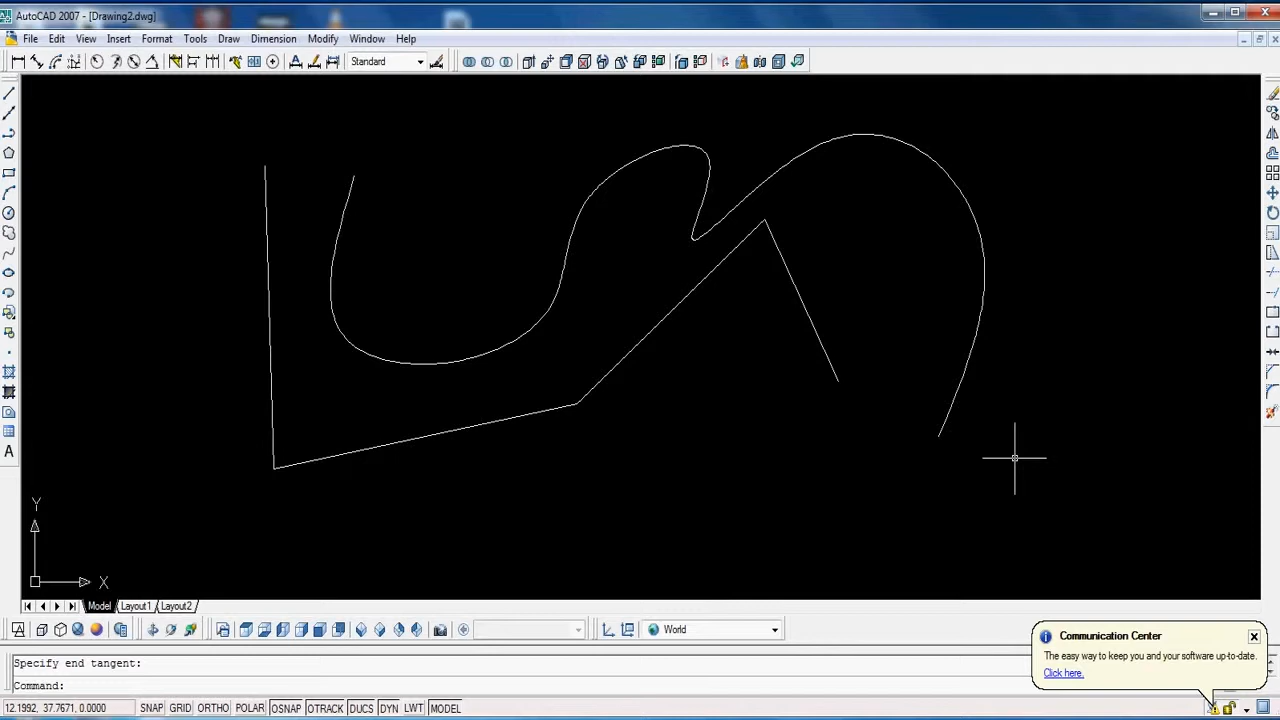 AutoCAD 2007 - [Drawing2.dwg]
File Edit View Insert Format Tools Draw Dimension Modify Window Help
Standard
A
Y
X
Model Layout1 Layout2
World
Communication Center
The easy way to keep you and your software up-to-date.
Click here.
Specify end tangent:
Command:
12.1992, 37.7671, 0.0000 SNAP GRID ORTHO POLAR OSNAP OTRACK DUCS DYN LWT MODEL